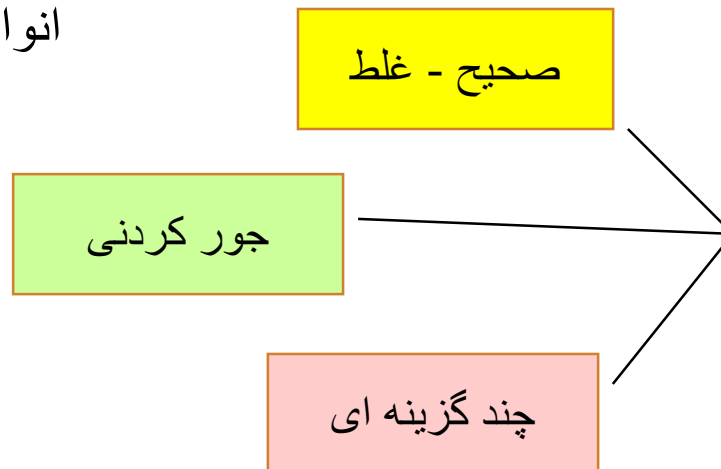 انوا
صحیح - غلط
جور کردنی
چند گزینه ای